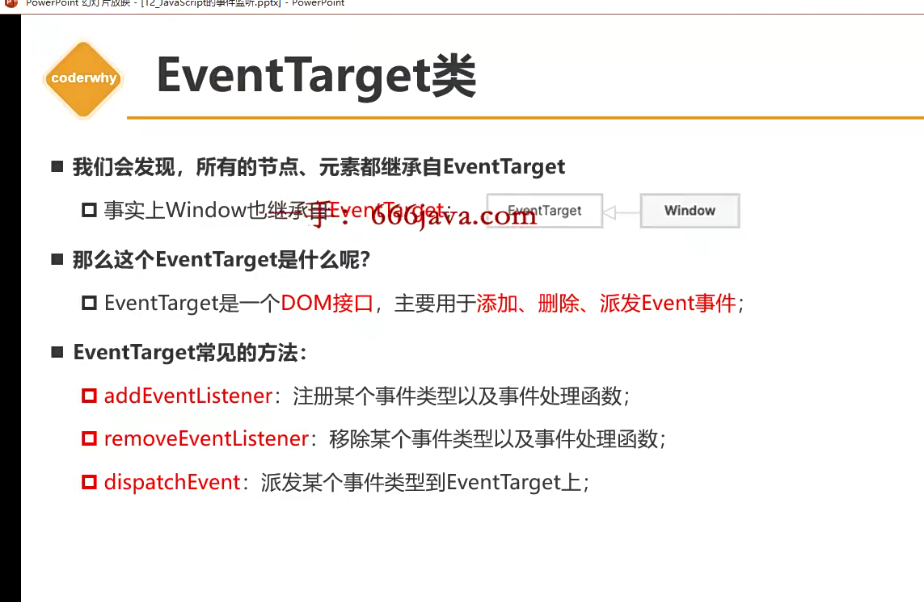 PowerPoint 幻灯片放映 - [12_JavaScript的事件监听.pptx] - PowerPoint
coderwhy
EventTarget类
我们会发现，所有的节点、元素都继承自EventTarget
事实上Window也继承自EventTarget;
手：666java.com
EventTarget
Window
那么这个EventTarget是什么呢？
EventTarget是一个DOM接口，主要用于添加、删除、派发Event事件；
EventTarget常见的方法：
addEventListener：注册某个事件类型以及事件处理函数；
removeEventListener：移除某个事件类型以及事件处理函数；
dispatchEvent：派发某个事件类型到EventTarget上；